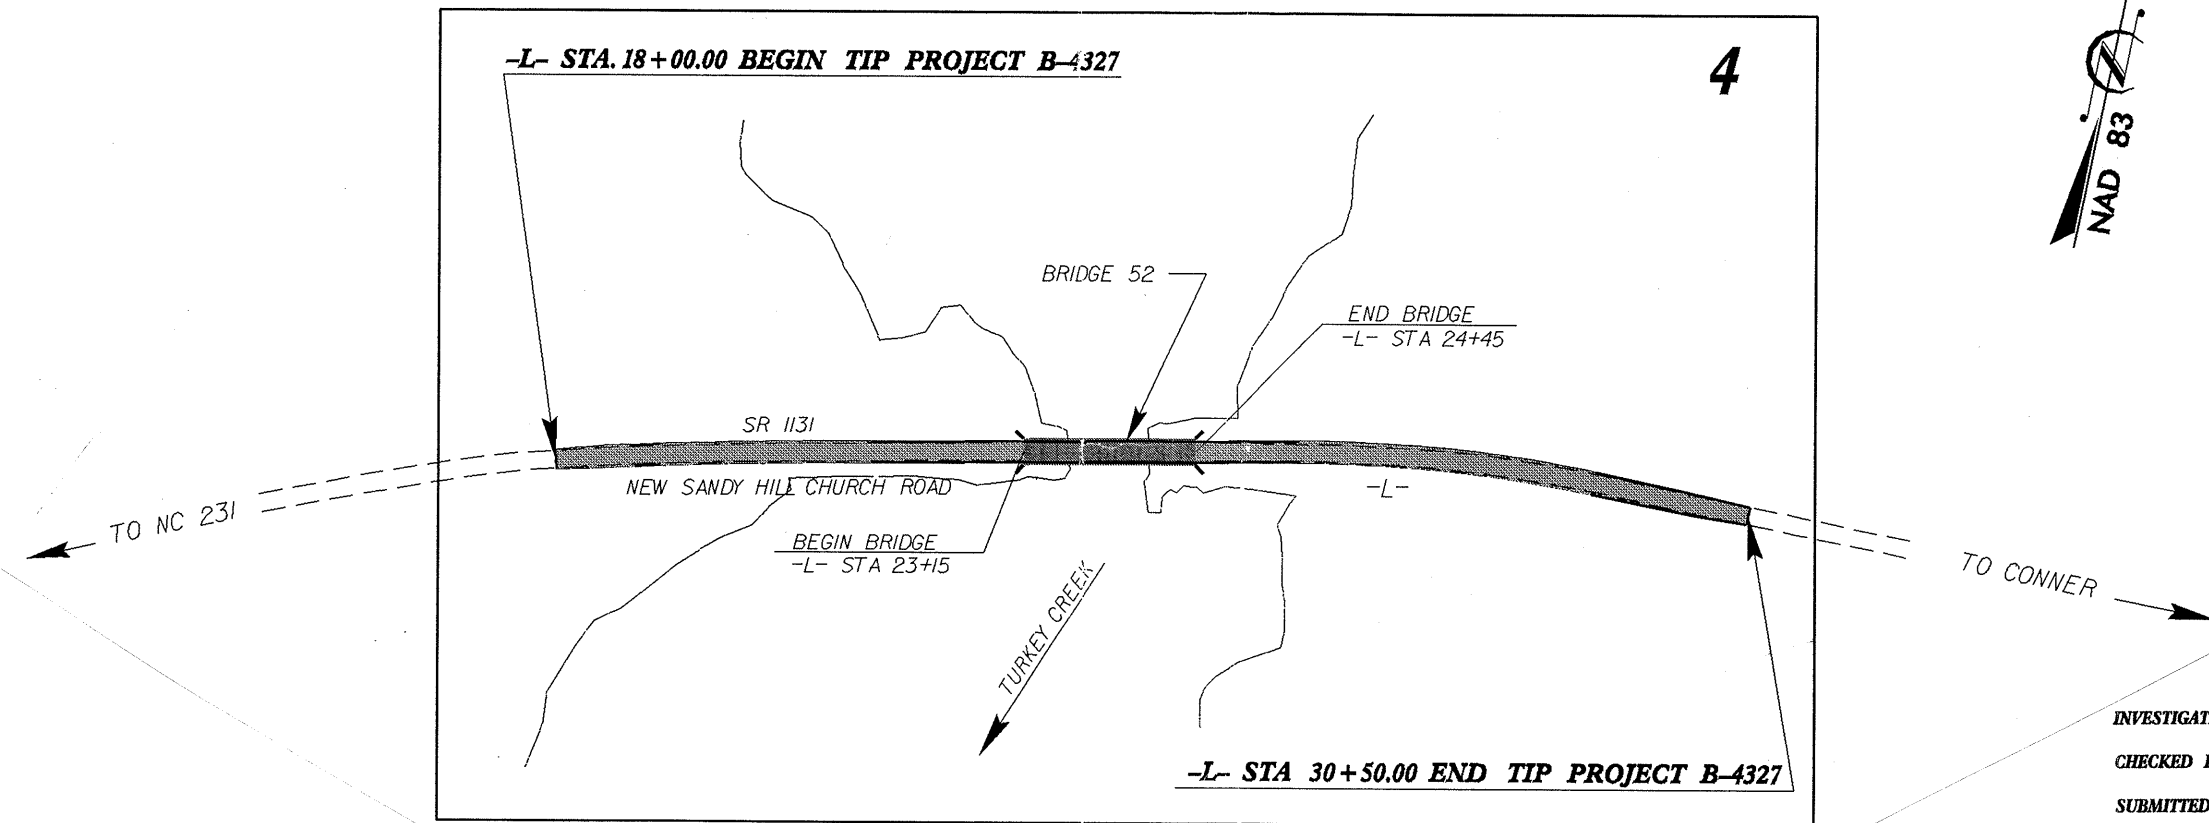 -L- STA. 18+00.00 BEGIN TIP PROJECT B-4327
4
NAD 83
BRIDGE 52
END BRIDGE
-L- STA 24+45
SR 1131
NEW SANDY HILL CHURCH ROAD
-L-
TO NC 231
BEGIN BRIDGE
-L- STA 23+15
TO CONNER
TURKEY CREEK
-L- STA 30+50.00 END TIP PROJECT B-4327
CHECKED
SUBMITTED